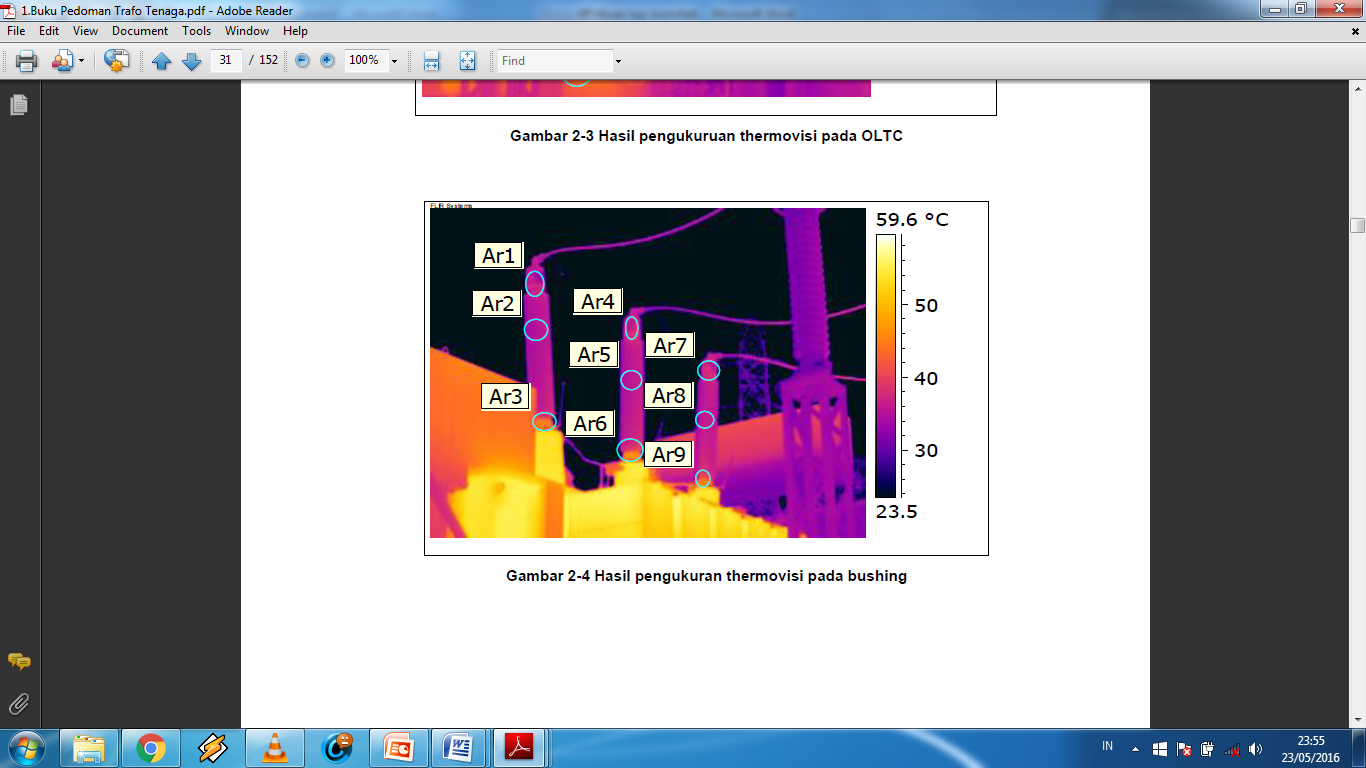 1.Buku Pedoman Trafo Tenaga.pdf - Adobe Reader
File Edit View Document Tools Window Help
31 / 152 100% Find
Gambar 2-3 Hasil pengukuruan thermovisi pada OLTC
FLIR Systems
59.6 °C
Ar1
Ar2
Ar4
50
Ar5
Ar7
40
Ar3
Ar8
Ar6
Ar9
30
23.5
Gambar 2-4 Hasil pengukuran thermovisi pada bushing
IN
23:55
23/05/2016